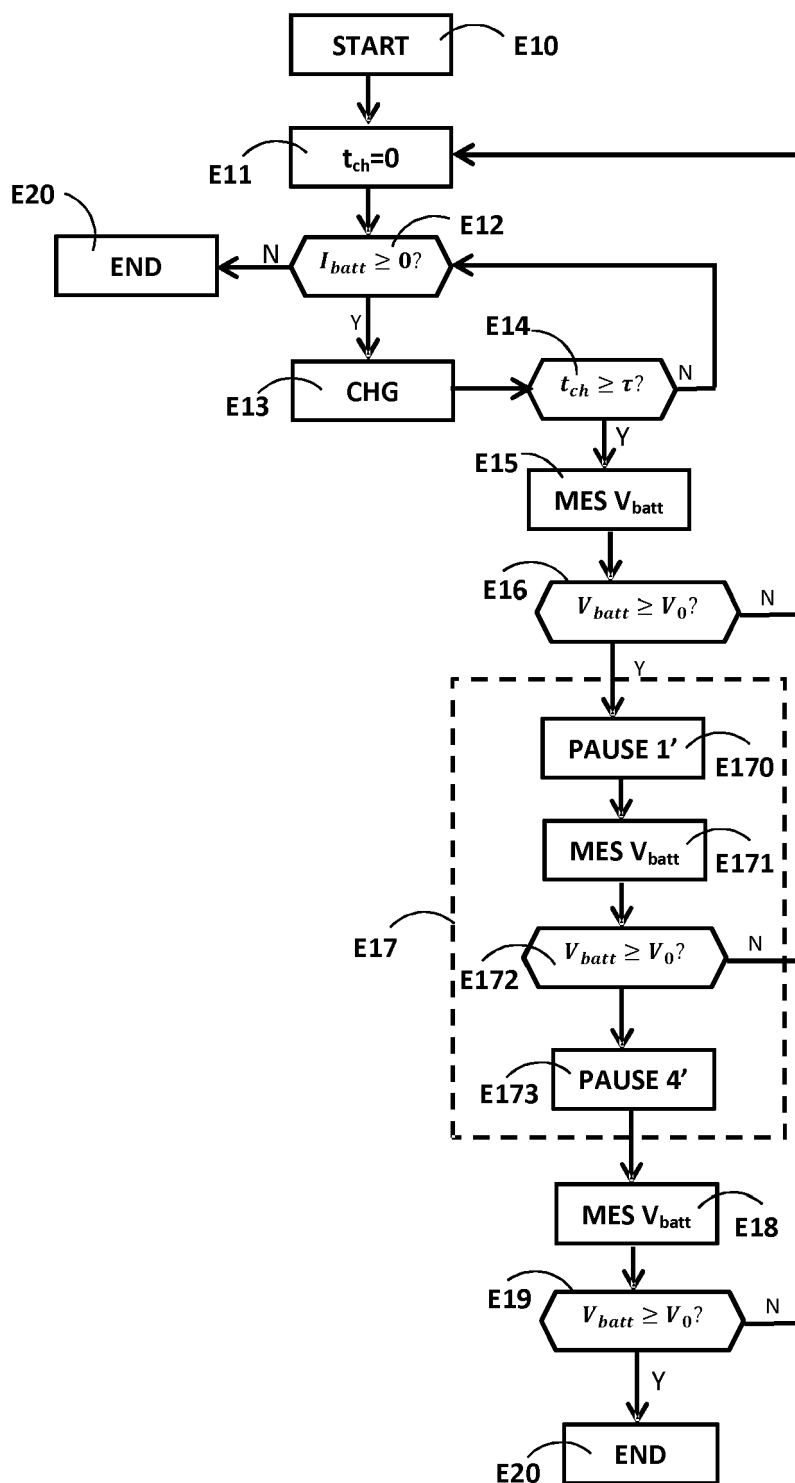 START
E10
t_ch=0
E11
E20
E12
END
N
I_batt ≥ 0?
Y
E14
CHG
E13
t_ch ≥ τ?
N
Y
E15
MES V_batt
E16
V_batt ≥ V_0?
N
Y
PAUSE 1’
E170
MES V_batt
E171
E17
V_batt ≥ V_0?
N
E172
PAUSE 4’
E173
MES V_batt
E18
E19
V_batt ≥ V_0?
N
Y
END
E20